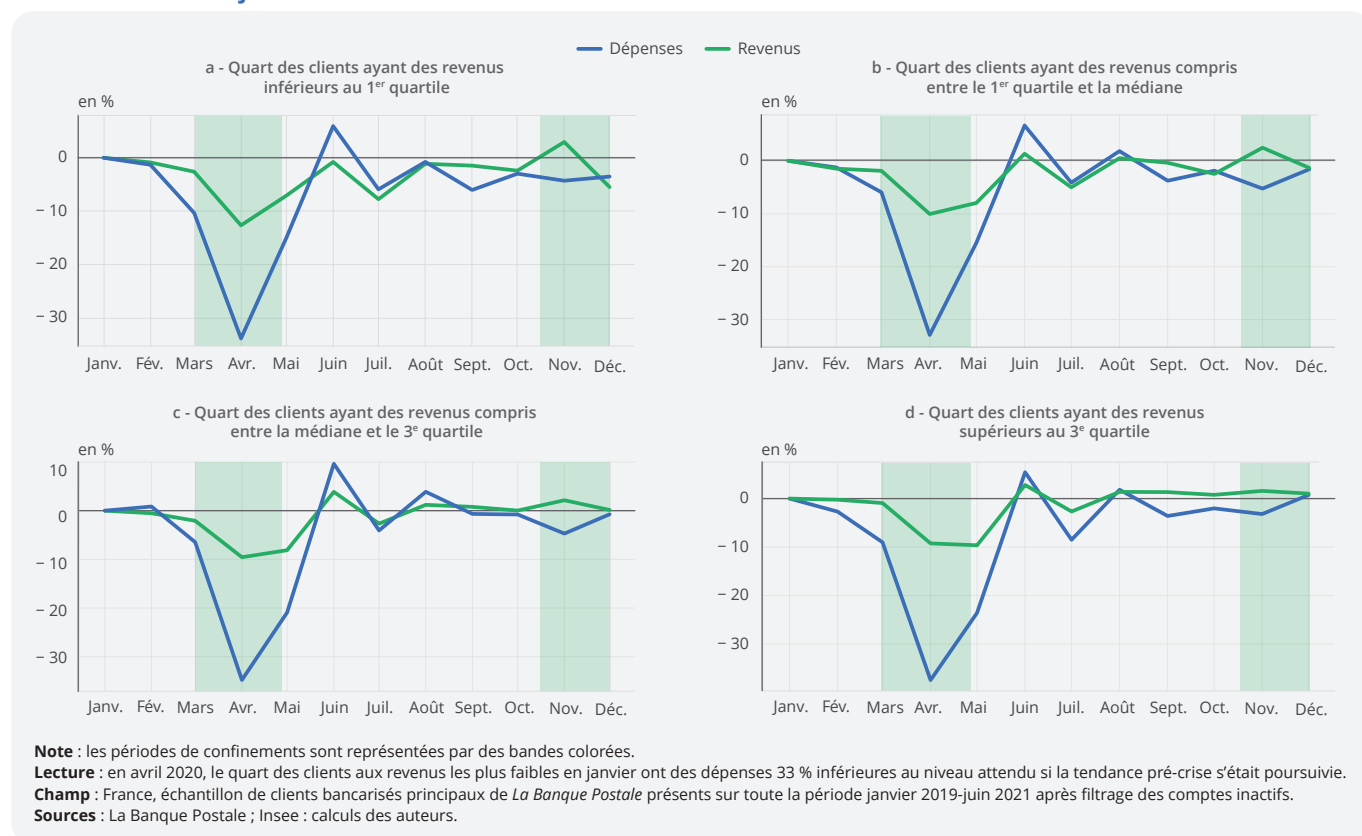 Dépenses Revenus
a - Quart des clients ayant des revenus
inférieurs au 1er quartile
en %
0
− 10
− 20
− 30
Janv. Fév. Mars Avr. Mai Juin Juil. Août Sept. Oct. Nov. Déc.
b - Quart des clients ayant des revenus compris
entre le 1er quartile et la médiane
en %
0
− 10
− 20
− 30
Janv. Fév. Mars Avr. Mai Juin Juil. Août Sept. Oct. Nov. Déc.
c - Quart des clients ayant des revenus compris
entre la médiane et le 3e quartile
en %
10
0
− 10
− 20
− 30
Janv. Fév. Mars Avr. Mai Juin Juil. Août Sept. Oct. Nov. Déc.
d - Quart des clients ayant des revenus
supérieurs au 3e quartile
en %
0
− 10
− 20
− 30
Janv. Fév. Mars Avr. Mai Juin Juil. Août Sept. Oct. Nov. Déc.
Note : les périodes de confinements sont représentées par des bandes colorées.
Lecture : en avril 2020, le quart des clients aux revenus les plus faibles en janvier ont des dépenses 33 % inférieures au niveau attendu si la tendance pré-crise s’était poursuivie.
Champ : France, échantillon de clients bancarisés principaux de La Banque Postale présents sur toute la période janvier 2019-juin 2021 après filtrage des comptes inactifs.
Sources : La Banque Postale ; Insee : calculs des auteurs.